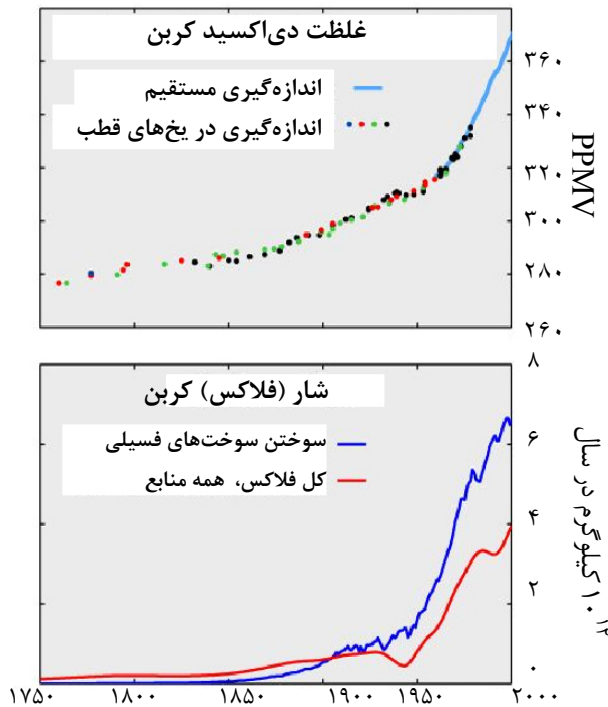 غلظت دی‌اکسید کربن
اندازه‌گیری مستقیم
اندازه‌گیری در یخ‌های قطب
۳۶۰
۳۴۰
۳۲۰
۳۰۰
۲۸۰
۲۶۰
PPMV
شار (فلاکس) کربن
سوختن سوخت‌های فسیلی
کل فلاکس، همه منابع
۸
۶
۴
۲
۰
۱۰^۱۲ کیلوگرم در سال
۱۷۵۰ ۱۸۰۰ ۱۸۵۰ ۱۹۰۰ ۱۹۵۰ ۲۰۰۰